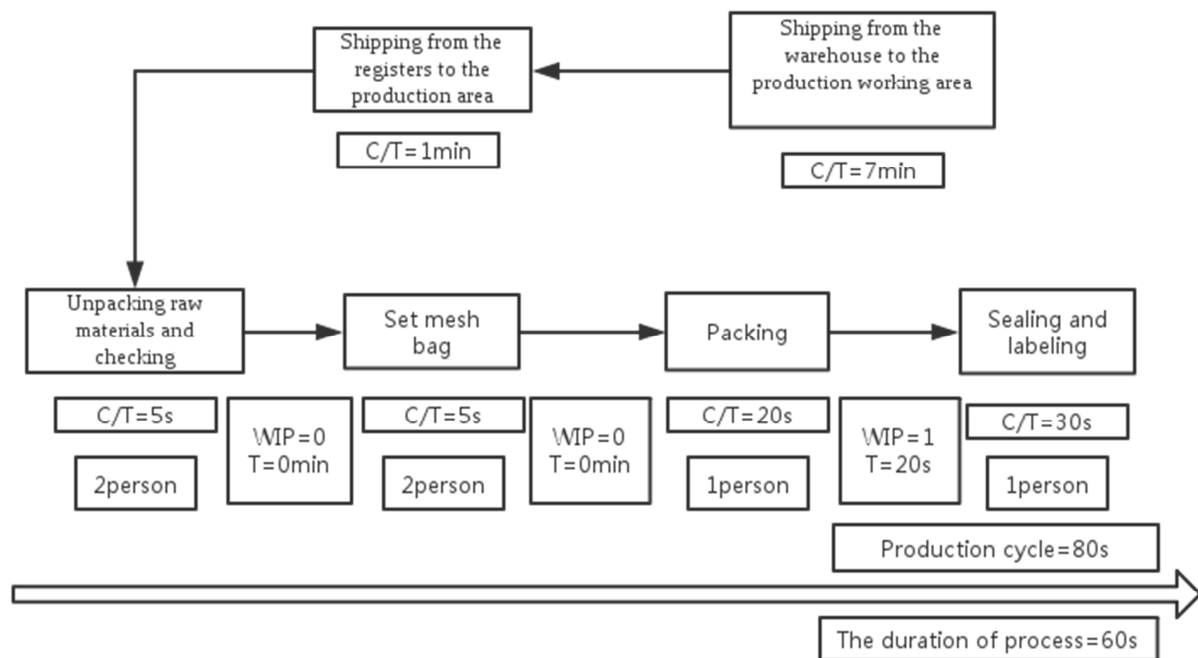 Shipping from the
registers to the
production area
Shipping from the
warehouse to the
production working area
C/T=1min
C/T=7min
Unpacking raw
materials and
checking
Set mesh
bag
Packing
Sealing and
labeling
C/T=5s
WIP=0
T=0min
C/T=5s
WIP=0
T=0min
C/T=20s
WIP=1
T=20s
C/T=30s
2person
2person
1person
1person
Production cycle=80s
The duration of process=60s